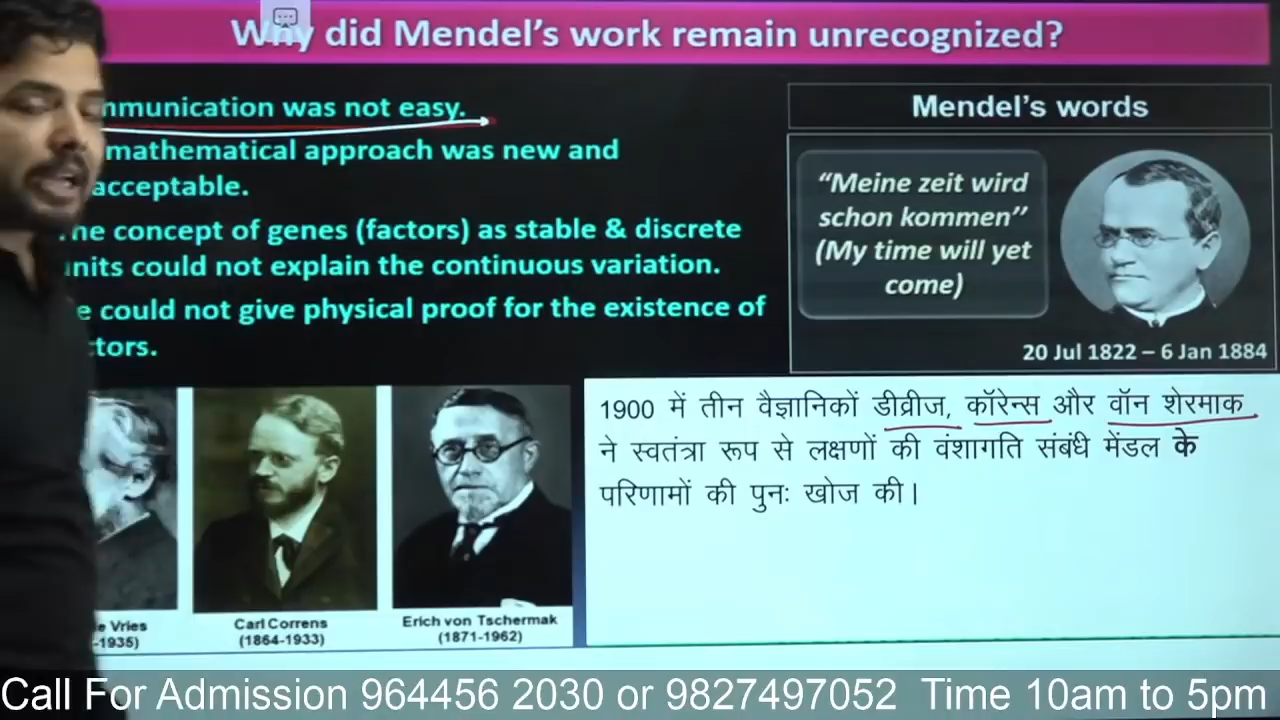 Why did Mendel's work remain unrecognized?
mmunication was not easy.
mathematical approach was new and
acceptable.
he concept of genes (factors) as stable & discrete
units could not explain the continuous variation.
e could not give physical proof for the existence of
tors.
Mendel's words
“Meine zeit wird
schon kommen”
(My time will yet
come)
20 Jul 1822 – 6 Jan 1884
1900 में तीन वैज्ञानिकों डीव्रीज, कॉरेन्स और वॉन शेरमाक
ने स्वतंत्रा रूप से लक्षणों की वंशागति संबंधी मेंडल के
परिणामों की पुनः खोज की।
e Vries
-1935)
Carl Correns
(1864-1933)
Erich von Tschermak
(1871-1962)
Call For Admission 964456 2030 or 9827497052 Time 10am to 5pm